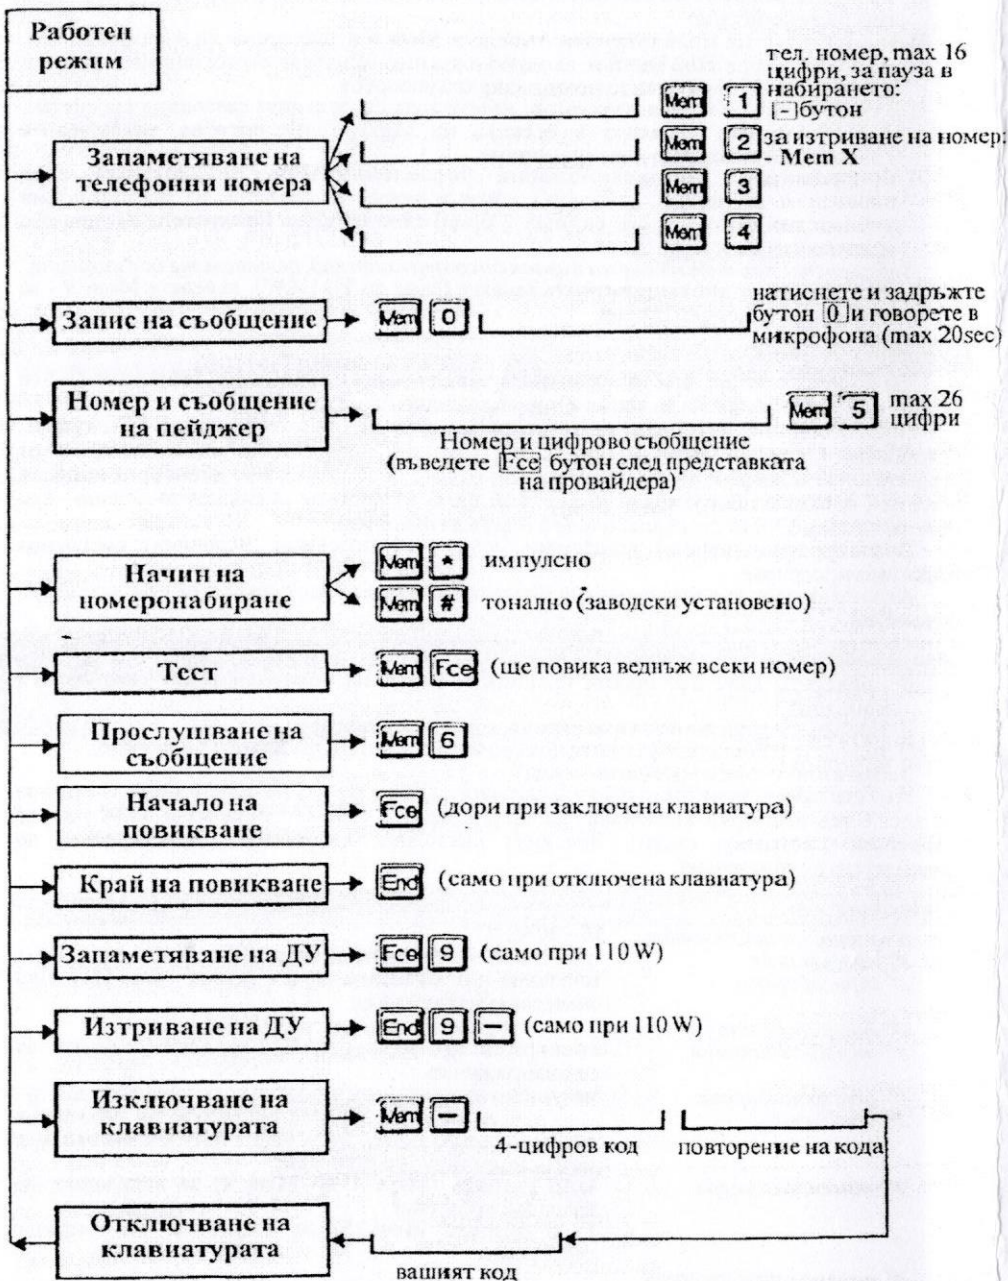 Работен
режим
тел. номер, max 16
цифри, за пауза в
набирането:
[-] бутон
Запаметяване на
телефонни номера
Mem 1
Mem 2 за изтриване на номер:
- Mem X
Mem 3
Mem 4
Запис на съобщение
Mem 0
натиснете и задръжте
бутон 0 и говорете в
микрофона (max 20sec)
Номер и съобщение
на пейджер
Mem 5 max 26
цифри
Номер и цифрово съобщение
(въведете Fce бутон след представката
на провайдера)
Начин на
номеронабиране
Mem * импулсно
Mem # тонално (заводски установено)
Тест
Mem Fce (ще повика веднъж всеки номер)
Прослушване на
съобщение
Mem 6
Начало на
повикване
Fce (дори при заключена клавиатура)
Край на повикване
End (само при отключена клавиатура)
Запаметяване на ДУ
Fce 9 (само при 110 W)
Изтриване на ДУ
End 9 – (само при 110 W)
Изключване на
клавиатурата
Mem –
4-цифров код повторение на кода
Отключване на
клавиатурата
вашият код